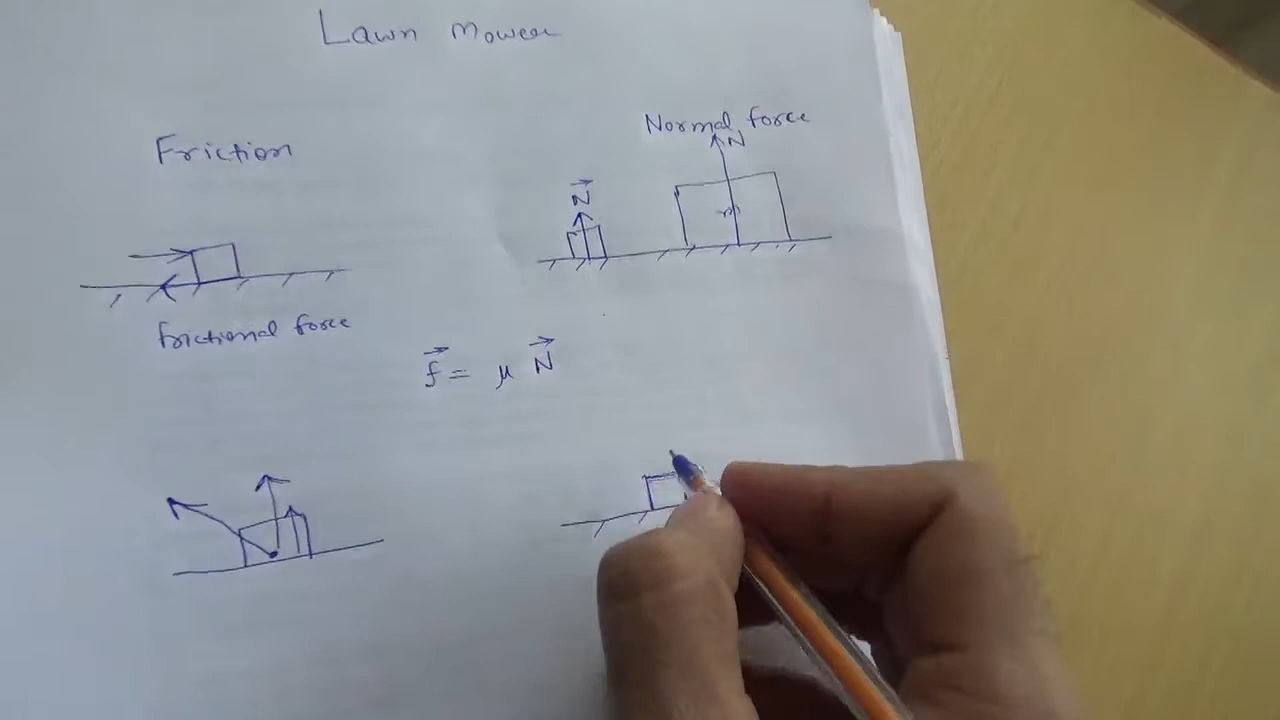 Lawn Mower
Friction
Normal force
N
N⃗
m
frictional force
f⃗ = μ N⃗